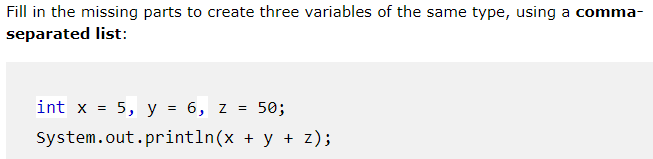 Fill in the missing parts to create three variables of the same type, using a comma-
separated list:
int x = 5, y = 6, z = 50;
System.out.println(x + y + z);